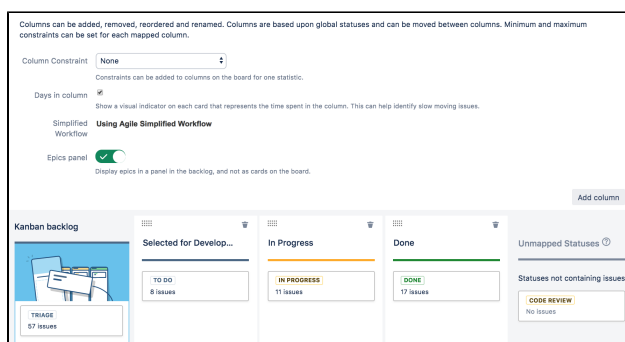 Columns can be added, removed, reordered and renamed. Columns are based upon global statuses and can be moved between columns. Minimum and maximum
constraints can be set for each mapped column.
Column Constraint None
Constraints can be added to columns on the board for one statistic.
Days in column
Show a visual indicator on each card that represents the time spent in the column. This can help identify slow moving issues.
Simplified Using Agile Simplified Workflow
Workflow
Epics panel
Display epics in a panel in the backlog, and not as cards on the board.
Add column
Kanban backlog
Selected for Develop... In Progress Done Unmapped Statuses ?
Statuses not containing issues
TO DO IN PROGRESS DONE
8 issues 11 issues 17 issues
CODE REVIEW
No issues
TRIAGE
57 issues